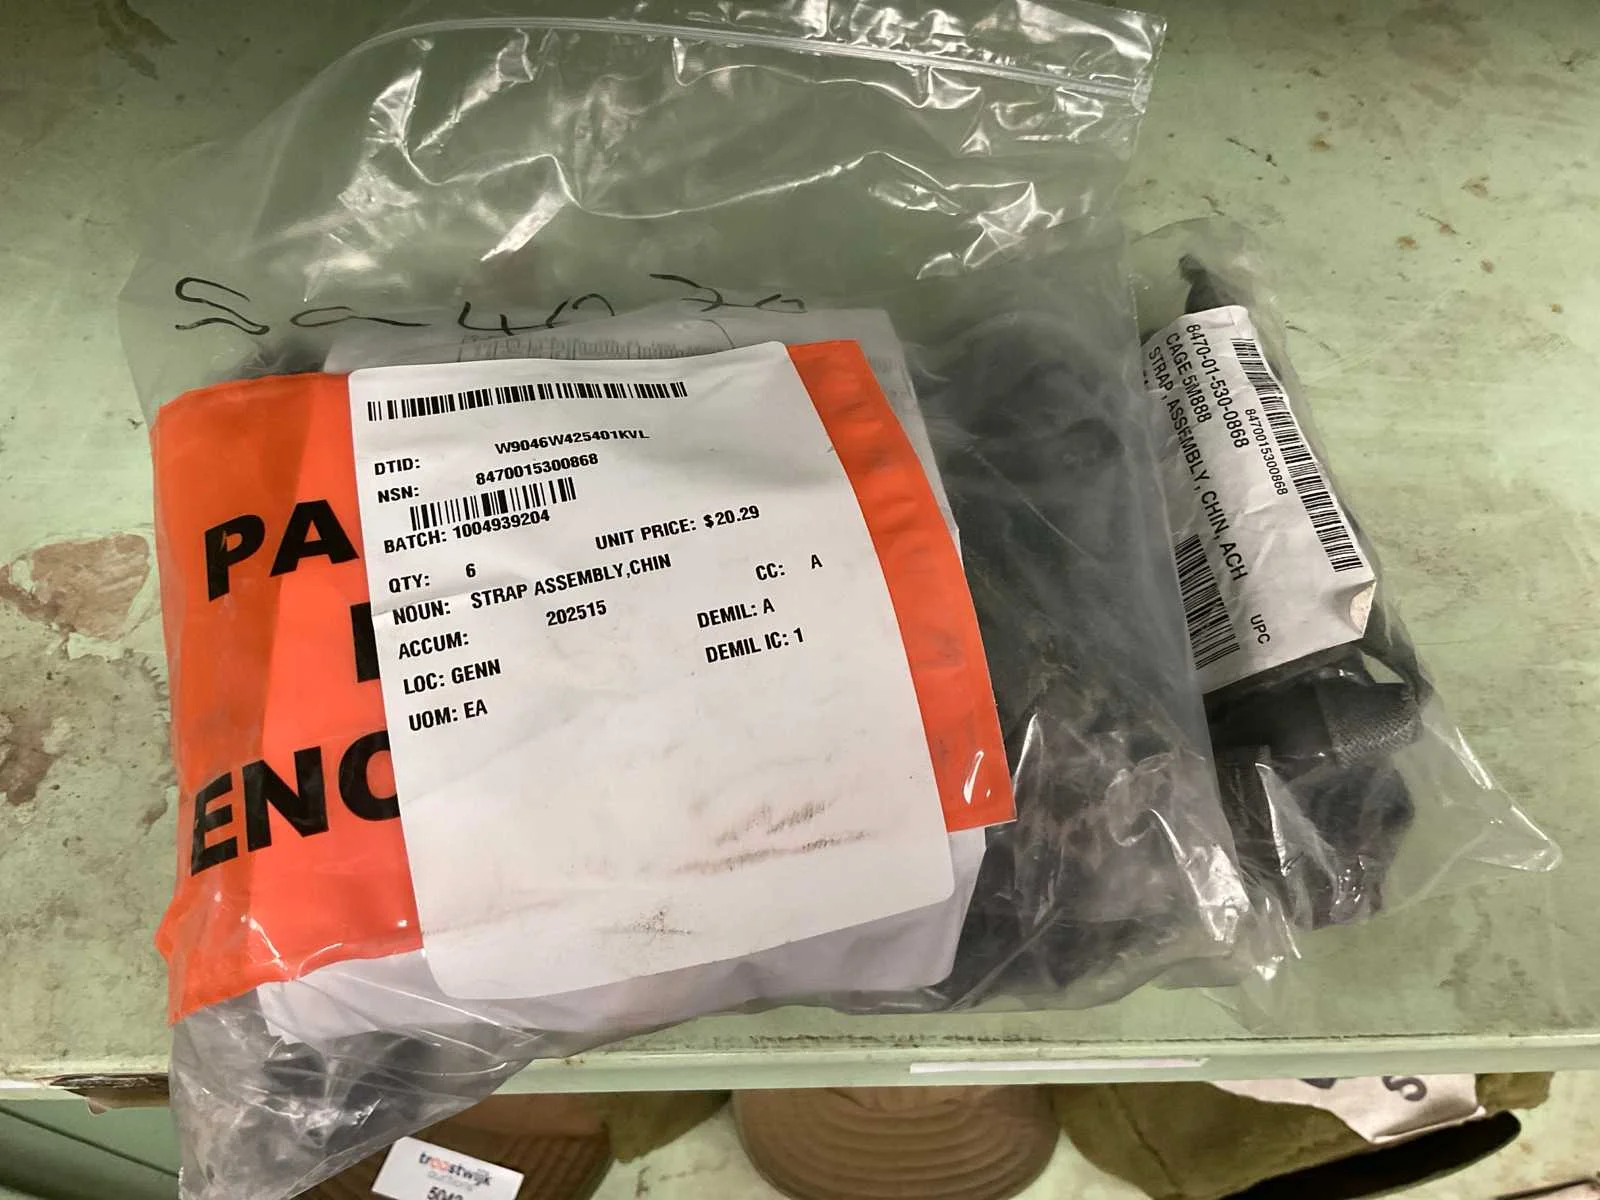 PA
ENC
DTID: W9046W425401KVL
NSN: 8470015300868
BATCH: 1004939204
UNIT PRICE: $20.29
QTY: 6
NOUN: STRAP ASSEMBLY,CHIN
CC: A
ACCUM: 202515
DEMIL: A
LOC: GENN
DEMIL IC: 1
UOM: EA
8470-01-530-0868
8470015300868
CAGE 5M888
STRAP, ASSEMBLY, CHIN, ACH
UPC
troostwijk
auctions
S